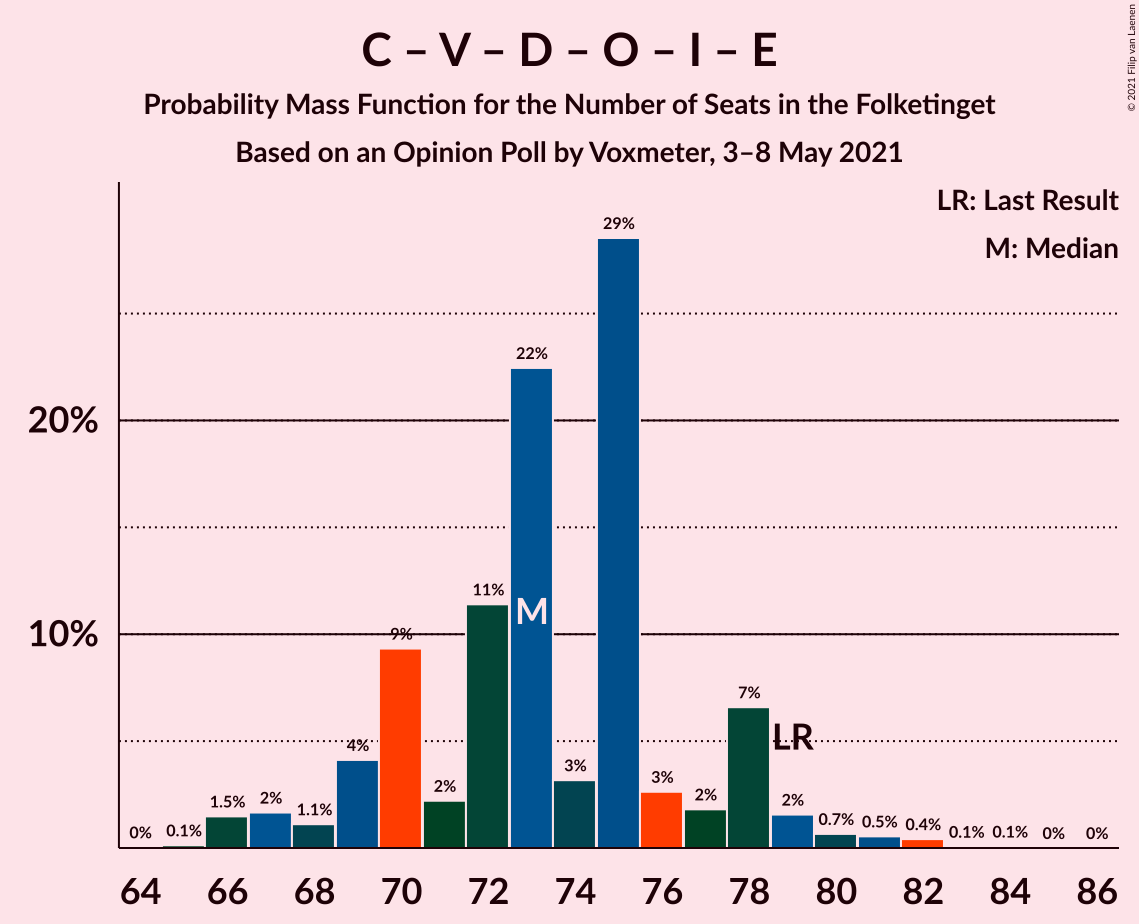 C – V – D – O – I – E
Probability Mass Function for the Number of Seats in the Folketinget
Based on an Opinion Poll by Voxmeter, 3–8 May 2021
© 2021 Filip van Laenen
LR: Last Result
M: Median
29%
22%
20%
11%
M
10%
9%
7%
LR
4%
3%
3%
2%
2%
2%
2%
1.5%
1.1%
0.7%
0.5%
0.4%
0%
0.1%
0.1%
0.1%
0%
0%
64 66 68 70 72 74 76 78 80 82 84 86